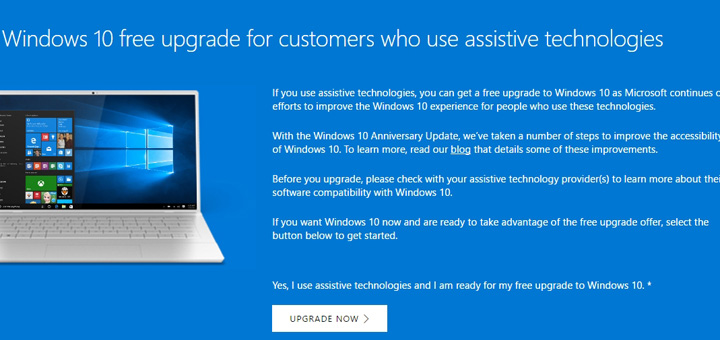 Windows 10 free upgrade for customers who use assistive technologies
If you use assistive technologies, you can get a free upgrade to Windows 10 as Microsoft continues
efforts to improve the Windows 10 experience for people who use these technologies.
With the Windows 10 Anniversary Update, we've taken a number of steps to improve the accessibility
of Windows 10. To learn more, read our blog that details some of these improvements.
Before you upgrade, please check with your assistive technology provider(s) to learn more about
software compatibility with Windows 10.
If you want Windows 10 now and are ready to take advantage of the free upgrade offer, select the
button below to get started.
Yes, I use assistive technologies and I am ready for my free upgrade to Windows 10. *
UPGRADE NOW >